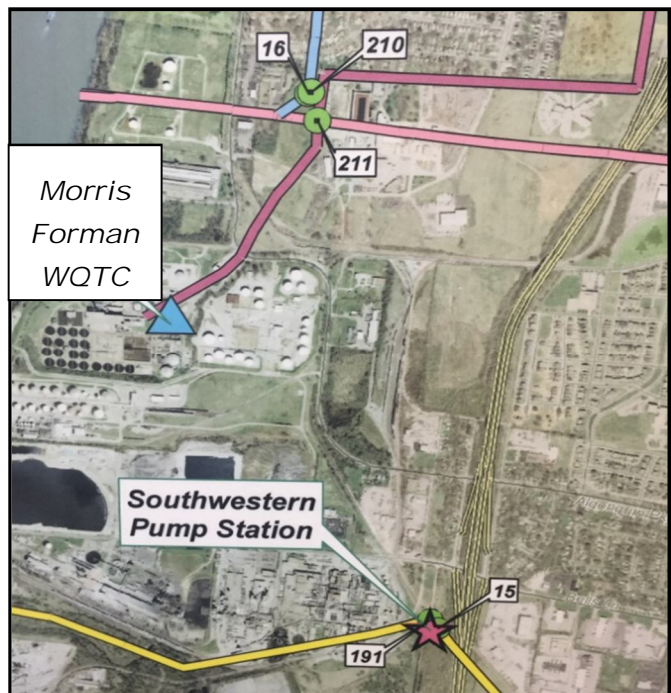 16
210
211
Morris
Forman
WQTC
Southwestern
Pump Station
15
191